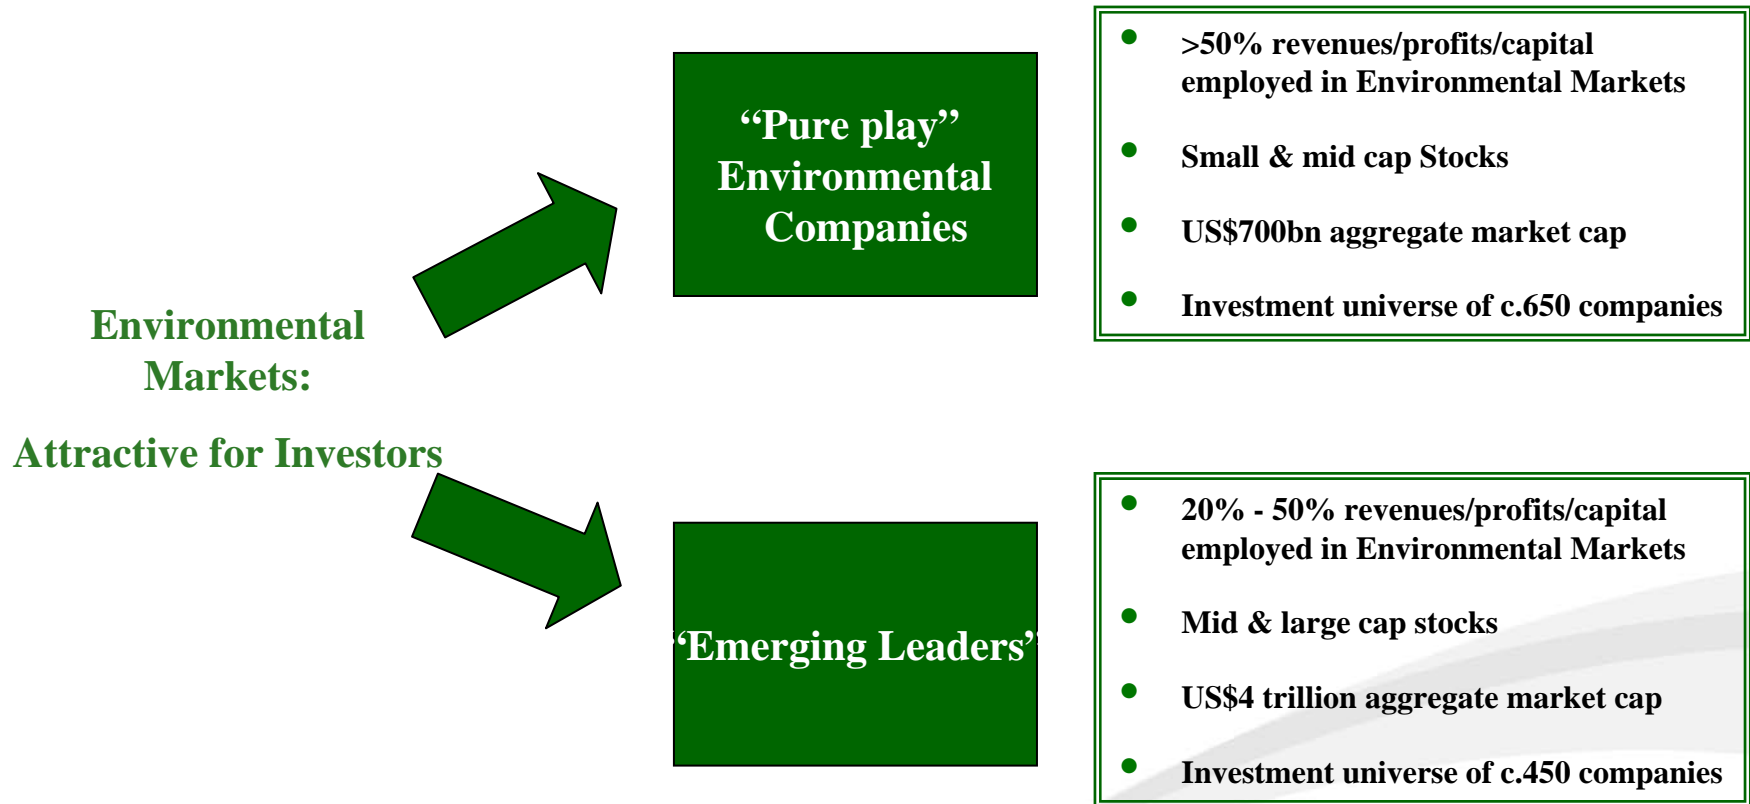 Environmental
Markets:
Attractive for Investors
“Pure play”
Environmental
Companies
• >50% revenues/profits/capital
employed in Environmental Markets
• Small & mid cap Stocks
• US$700bn aggregate market cap
• Investment universe of c.650 companies
“Emerging Leaders”
• 20% - 50% revenues/profits/capital
employed in Environmental Markets
• Mid & large cap stocks
• US$4 trillion aggregate market cap
• Investment universe of c.450 companies